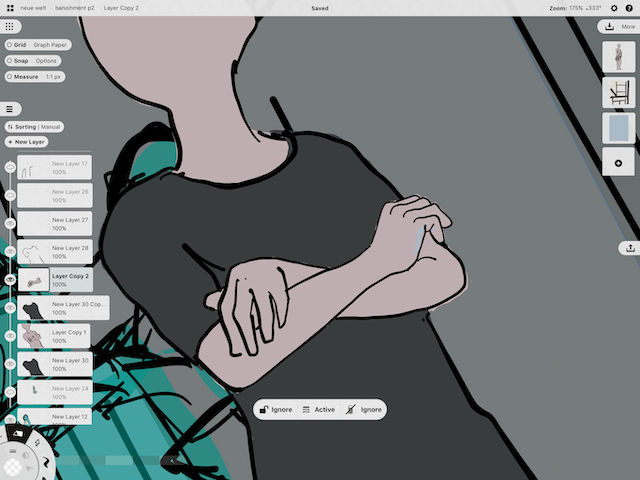 neue welt › banishment p2 › Layer Copy 2
Saved
Zoom: 175% ⊿333°
Grid · Graph Paper
Snap · Options
Measure · 1:1 px
More
Sorting | Manual
+ New Layer
New Layer 17
100%
New Layer 26
100%
New Layer 27
100%
New Layer 28
100%
Layer Copy 2
100%
New Layer 30 Cop...
100%
Layer Copy 1
100%
New Layer 30
100%
New Layer 24
100%
New Layer 12
100%
Ignore Active Ignore